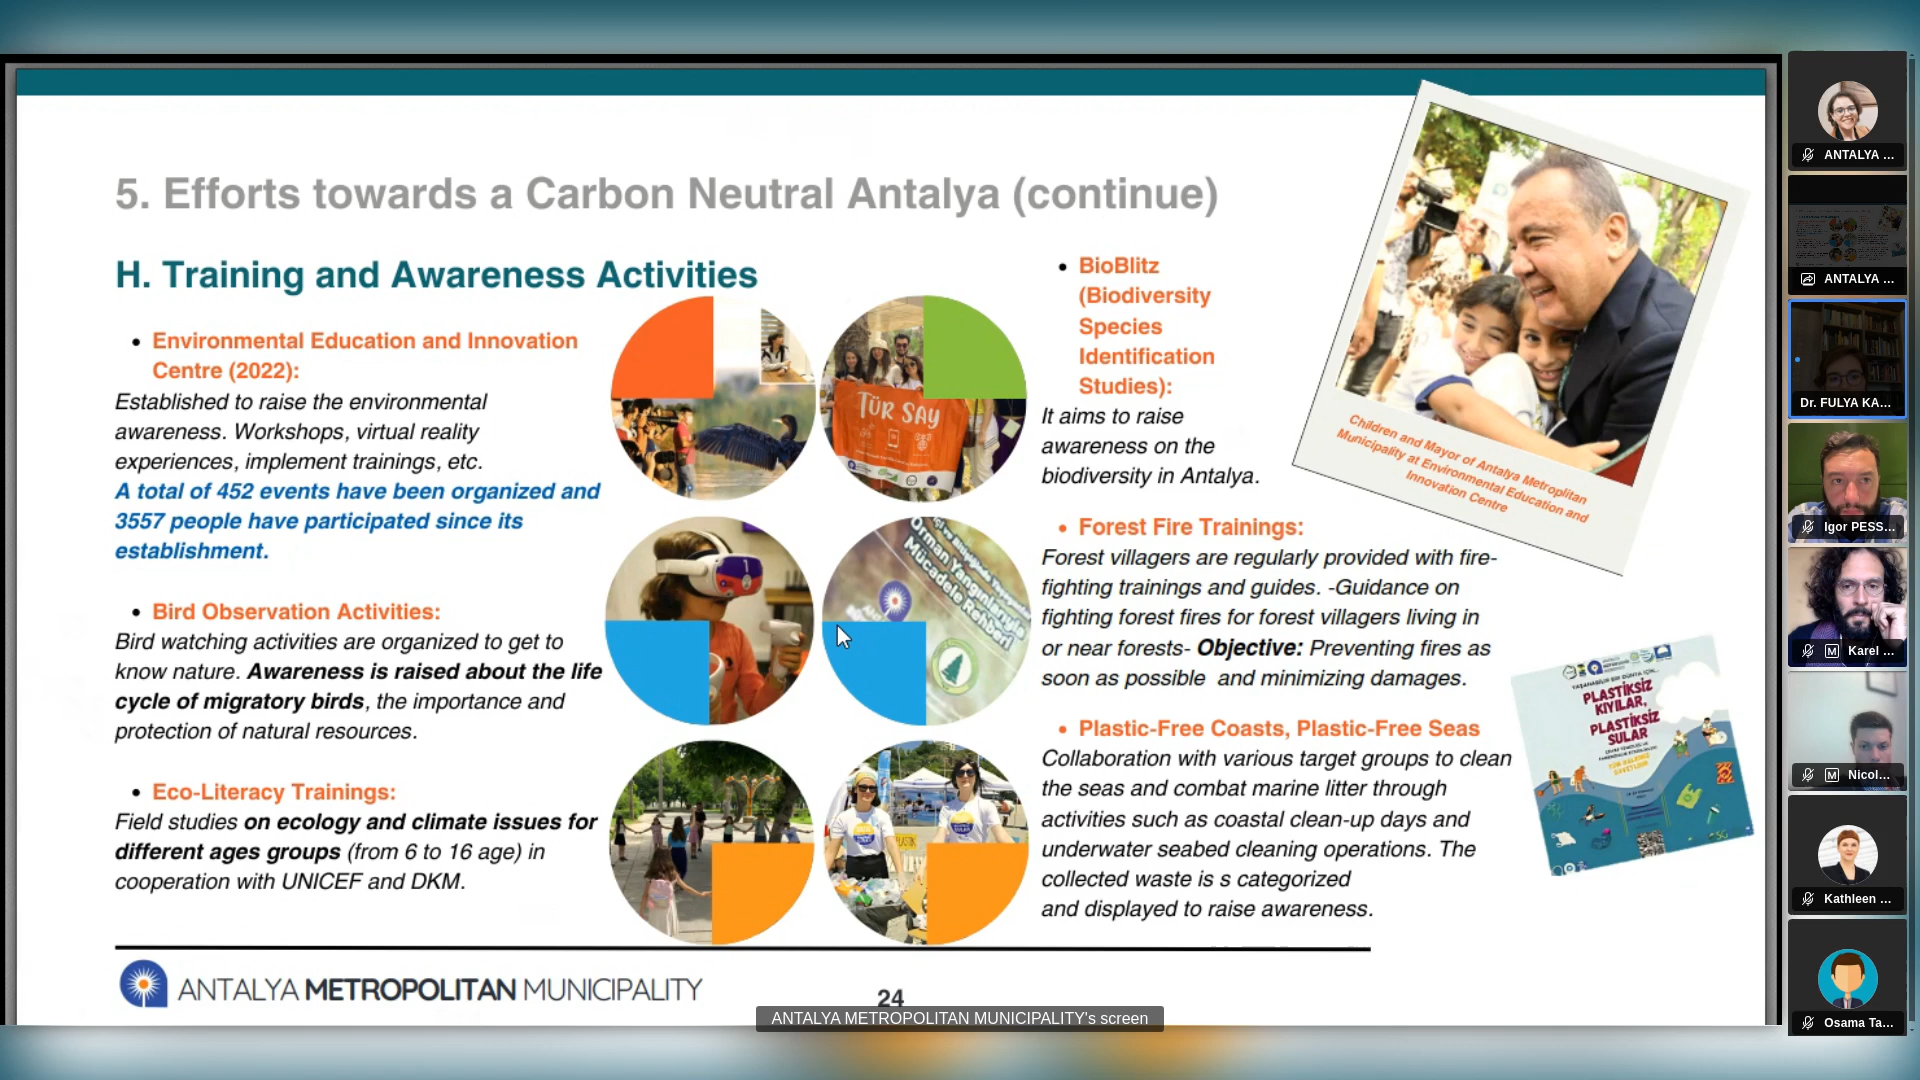 5. Efforts towards a Carbon Neutral Antalya (continue)
H. Training and Awareness Activities
• Environmental Education and Innovation
Centre (2022):
Established to raise the environmental
awareness. Workshops, virtual reality
experiences, implement trainings, etc.
A total of 452 events have been organized and
3557 people have participated since its
establishment.
• Bird Observation Activities:
Bird watching activities are organized to get to
know nature. Awareness is raised about the life
cycle of migratory birds, the importance and
protection of natural resources.
• Eco-Literacy Trainings:
Field studies on ecology and climate issues for
different ages groups (from 6 to 16 age) in
cooperation with UNICEF and DKM.
TÜR SAY
Orman Yangınlarıyla
Mücadele Rehberi
• BioBlitz
(Biodiversity
Species
Identification
Studies):
It aims to raise
awareness on the
biodiversity in Antalya.
• Forest Fire Trainings:
Forest villagers are regularly provided with fire-
fighting trainings and guides. -Guidance on
fighting forest fires for forest villagers living in
or near forests- Objective: Preventing fires as
soon as possible and minimizing damages.
• Plastic-Free Coasts, Plastic-Free Seas
Collaboration with various target groups to clean
the seas and combat marine litter through
activities such as coastal clean-up days and
underwater seabed cleaning operations. The
collected waste is s categorized
and displayed to raise awareness.
Children and Mayor of Antalya Metroplitan
Municipality at Environmental Education and
Innovation Centre
YAŞANABİLİR BİR DÜNYA İÇİN...
PLASTİKSİZ
KIYILAR,
PLASTİKSİZ
SULAR
ANTALYA METROPOLITAN MUNICIPALITY
24
ANTALYA METROPOLITAN MUNICIPALITY's screen
ANTALYA ...
ANTALYA ...
Dr. FULYA KA...
Igor PESS...
Karel ...
Nicol...
Kathleen ...
Osama Ta...